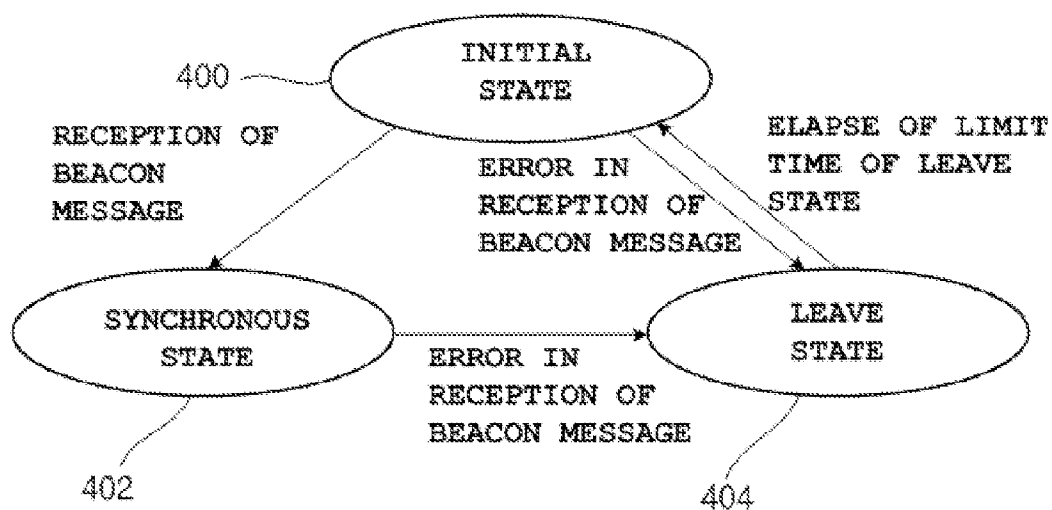 INITIAL
STATE
400
RECEPTION OF
BEACON
MESSAGE
ERROR IN
RECEPTION OF
BEACON MESSAGE
ELAPSE OF LIMIT
TIME OF LEAVE
STATE
SYNCHRONOUS
STATE
402
ERROR IN
RECEPTION OF
BEACON MESSAGE
LEAVE
STATE
404